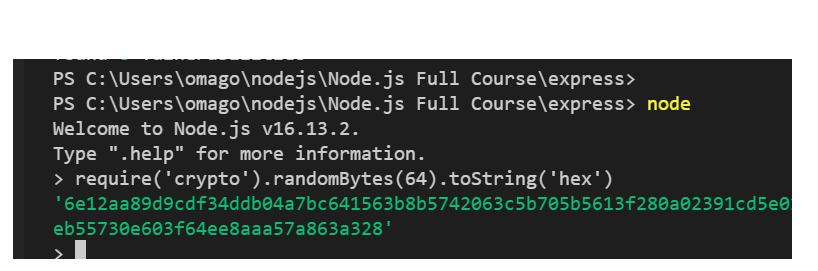 PS C:\Users\omago\nodejs\Node.js Full Course\express>
PS C:\Users\omago\nodejs\Node.js Full Course\express> node
Welcome to Node.js v16.13.2.
Type ".help" for more information.
> require('crypto').randomBytes(64).toString('hex')
'6e12aa89d9cdf34ddb04a7bc641563b8b5742063c5b705b5613f280a02391cd5e0
eb55730e603f64ee8aaa57a863a328'
>